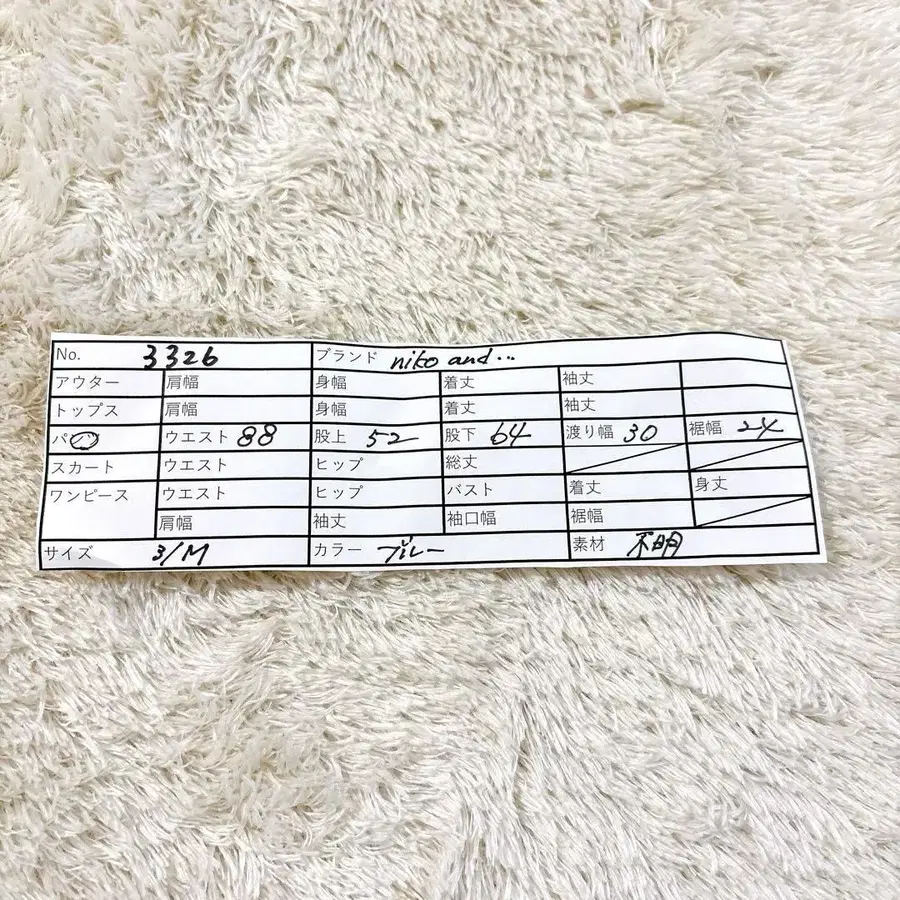 No. 3326 ブランド niko and...
アウター 肩幅 身幅 着丈 袖丈
トップス 肩幅 身幅 着丈 袖丈
パンツ ウエスト 88 股上 52 股下 64 渡り幅 30 裾幅 24
スカート ウエスト ヒップ 総丈
ワンピース ウエスト ヒップ バスト 着丈 身丈
肩幅 袖丈 袖口幅 裾幅
サイズ 3/M カラー ブルー 素材 不明